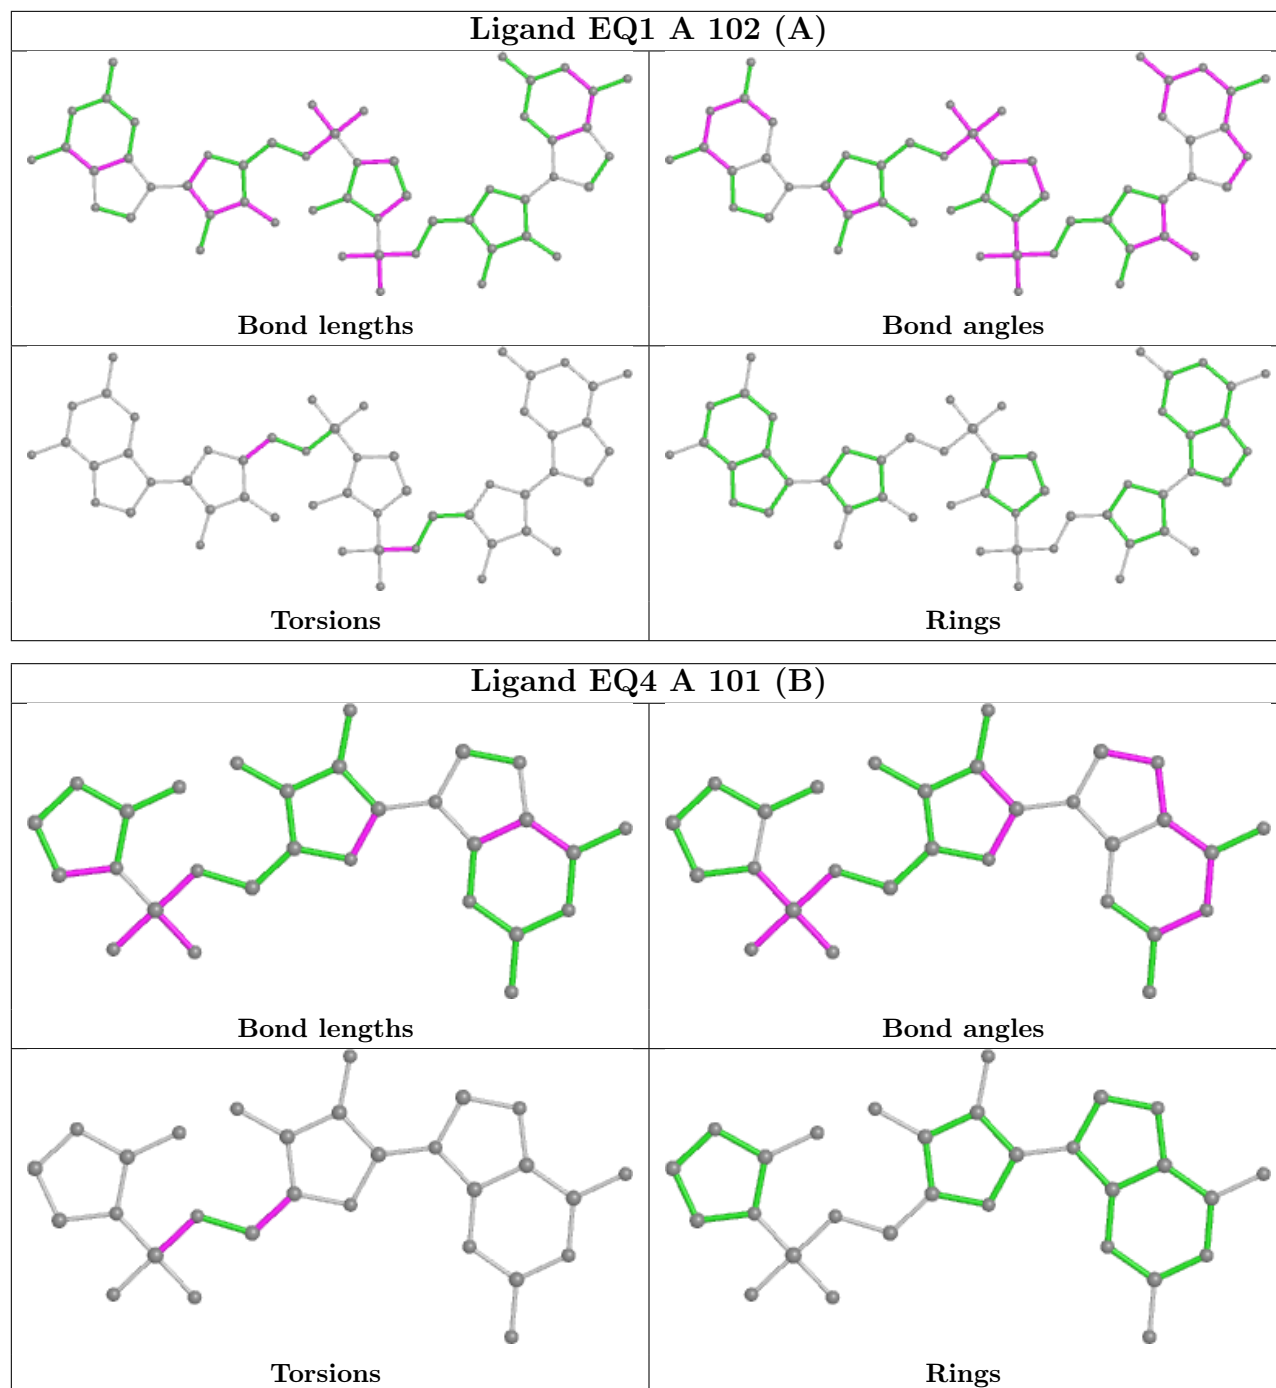 Ligand EQ1 A 102 (A)
Bond lengths
Bond angles
Torsions
Rings
Ligand EQ4 A 101 (B)
Bond lengths
Bond angles
Torsions
Rings